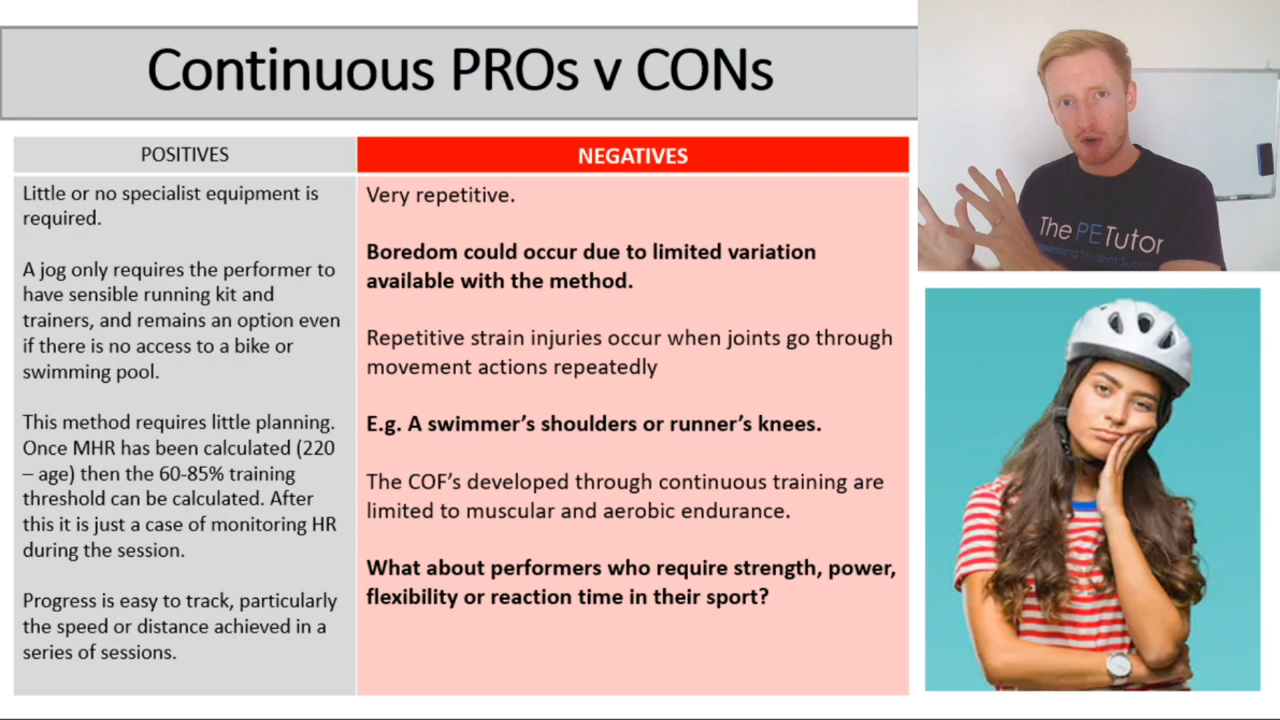 Continuous PROs v CONs
POSITIVES
Little or no specialist equipment is
required.
A jog only requires the performer to
have sensible running kit and
trainers, and remains an option even
if there is no access to a bike or
swimming pool.
This method requires little planning.
Once MHR has been calculated (220
– age) then the 60-85% training
threshold can be calculated. After
this it is just a case of monitoring HR
during the session.
Progress is easy to track, particularly
the speed or distance achieved in a
series of sessions.
NEGATIVES
Very repetitive.
Boredom could occur due to limited variation
available with the method.
Repetitive strain injuries occur when joints go through
movement actions repeatedly
E.g. A swimmer’s shoulders or runner’s knees.
The COF’s developed through continuous training are
limited to muscular and aerobic endurance.
What about performers who require strength, power,
flexibility or reaction time in their sport?
The PE Tutor
Student